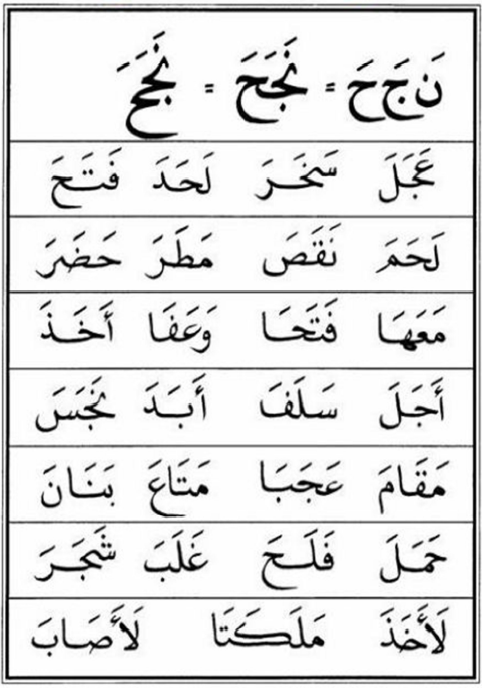 نَ جَ حَ = نَجَحَ = نَجَحَ
عَجَلَ سَخَرَ لَحَدَ فَتَحَ
لَحَمَ نَقَصَ مَطَرَ حَضَرَ
مَعَهَا فَتَحَا وَعَفَا أَخَذَ
أَجَلَ سَلَفَ أَبَدَ نَجَسَ
مَقَامَ عَجَبَا مَتَاعَ بَنَانَ
حَمَلَ فَلَحَ غَلَبَ شَجَرَ
لَأَخَذَ مَلَكَتَا لَأَصَابَ